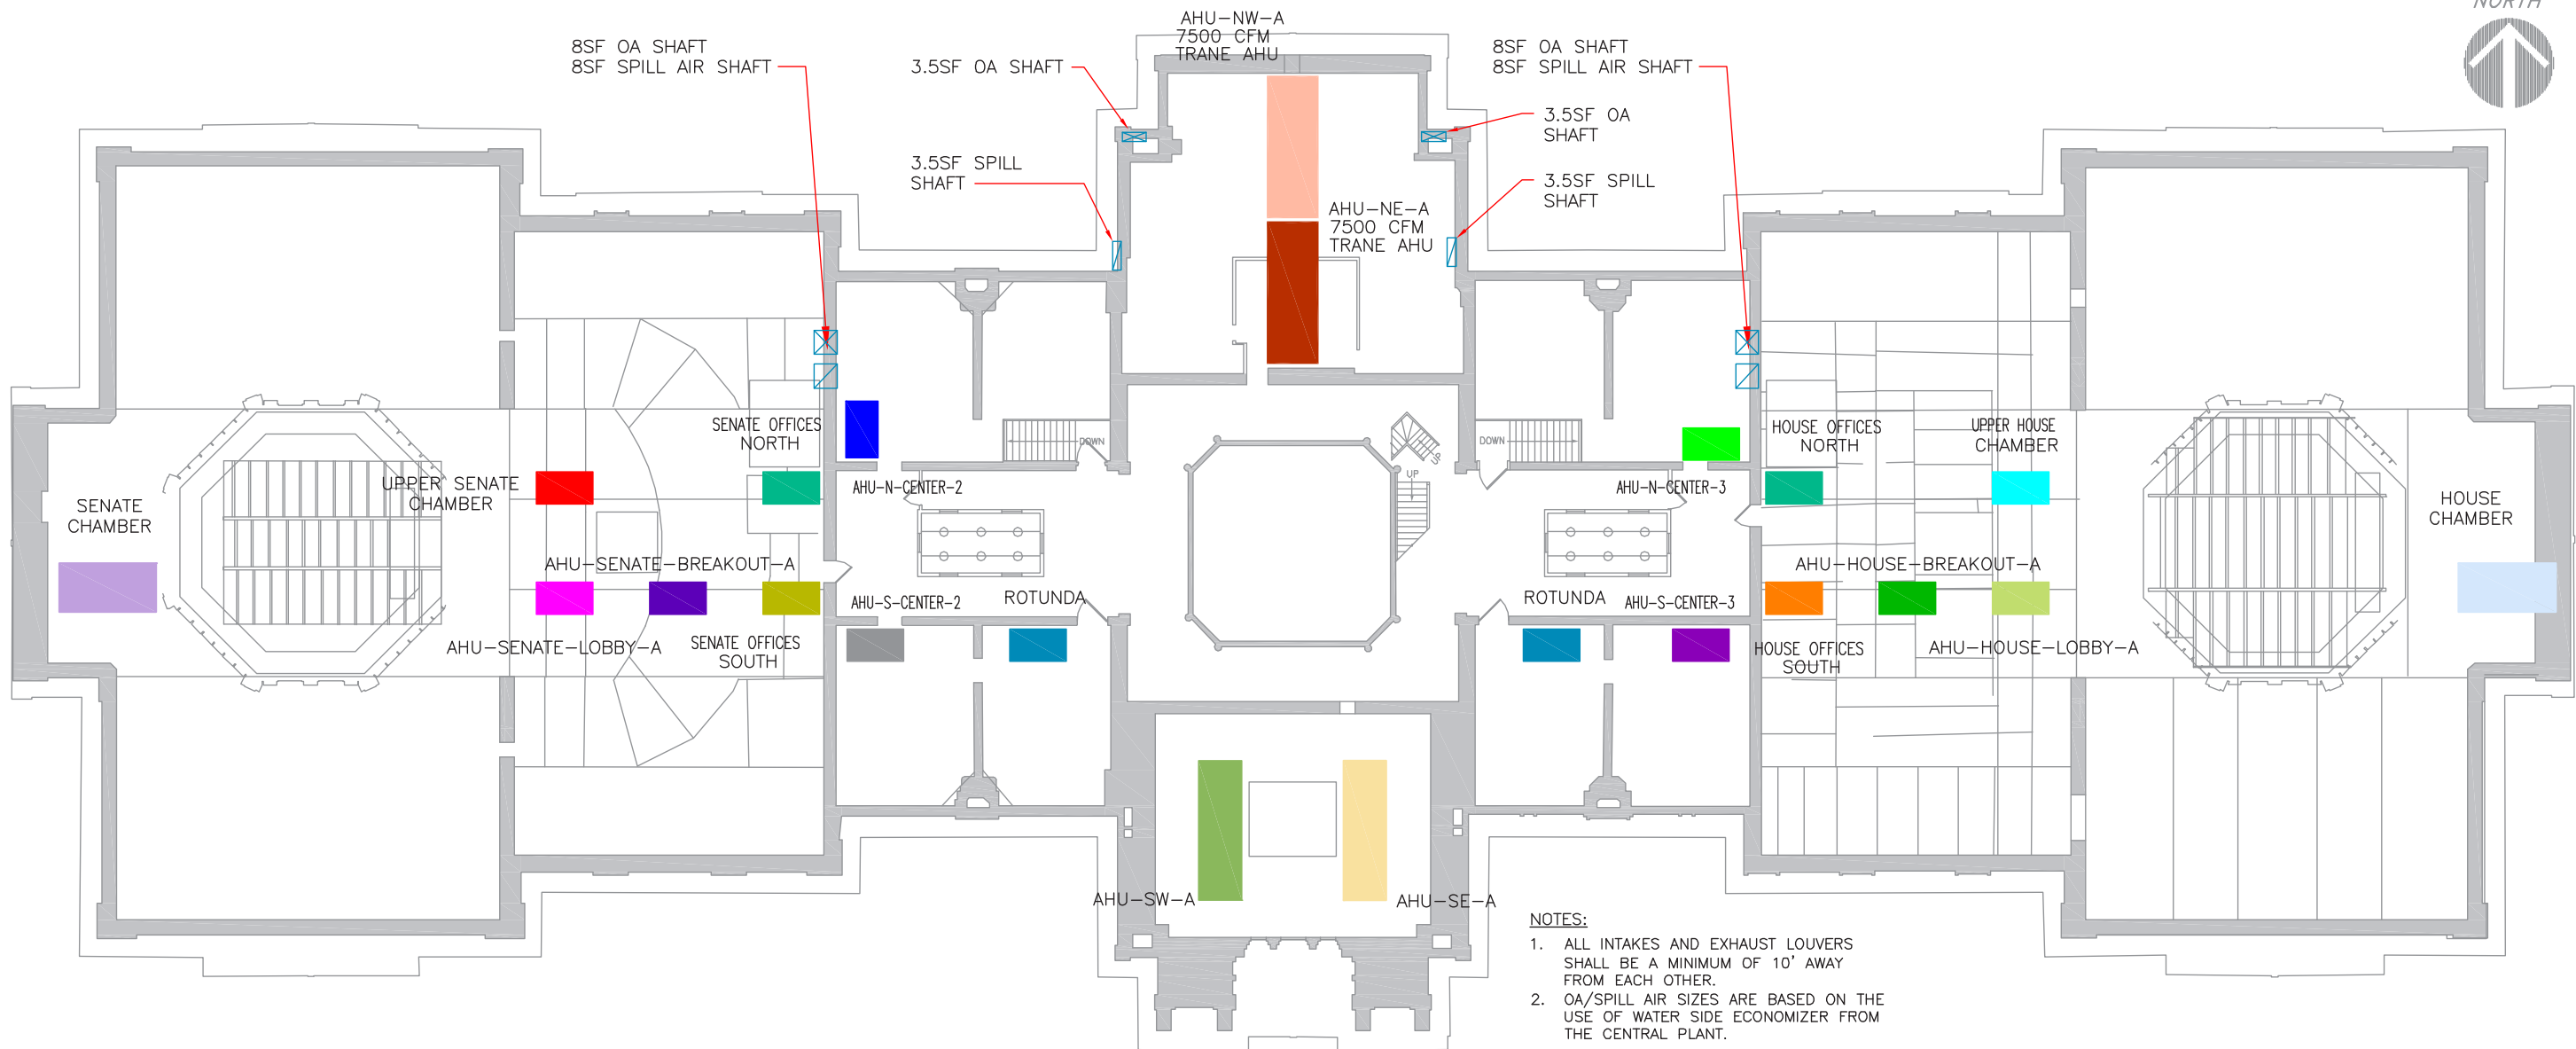 NORTH
AHU-NW-A
7500 CFM
TRANE AHU
8SF OA SHAFT
8SF SPILL AIR SHAFT
3.5SF OA SHAFT
8SF OA SHAFT
8SF SPILL AIR SHAFT
3.5SF OA
SHAFT
3.5SF SPILL
SHAFT
3.5SF SPILL
SHAFT
AHU-NE-A
7500 CFM
TRANE AHU
SENATE OFFICES
NORTH
DOWN
DOWN
UP
UP
HOUSE OFFICES
NORTH
UPPER HOUSE
CHAMBER
UPPER SENATE
CHAMBER
AHU-N-CENTER-2
AHU-N-CENTER-3
SENATE
CHAMBER
HOUSE
CHAMBER
AHU-SENATE-BREAKOUT-A
AHU-HOUSE-BREAKOUT-A
AHU-S-CENTER-2
ROTUNDA
ROTUNDA
AHU-S-CENTER-3
AHU-SENATE-LOBBY-A
SENATE OFFICES
SOUTH
HOUSE OFFICES
SOUTH
AHU-HOUSE-LOBBY-A
AHU-SW-A
AHU-SE-A
NOTES:
1. ALL INTAKES AND EXHAUST LOUVERS
SHALL BE A MINIMUM OF 10' AWAY
FROM EACH OTHER.
2. OA/SPILL AIR SIZES ARE BASED ON THE
USE OF WATER SIDE ECONOMIZER FROM
THE CENTRAL PLANT.